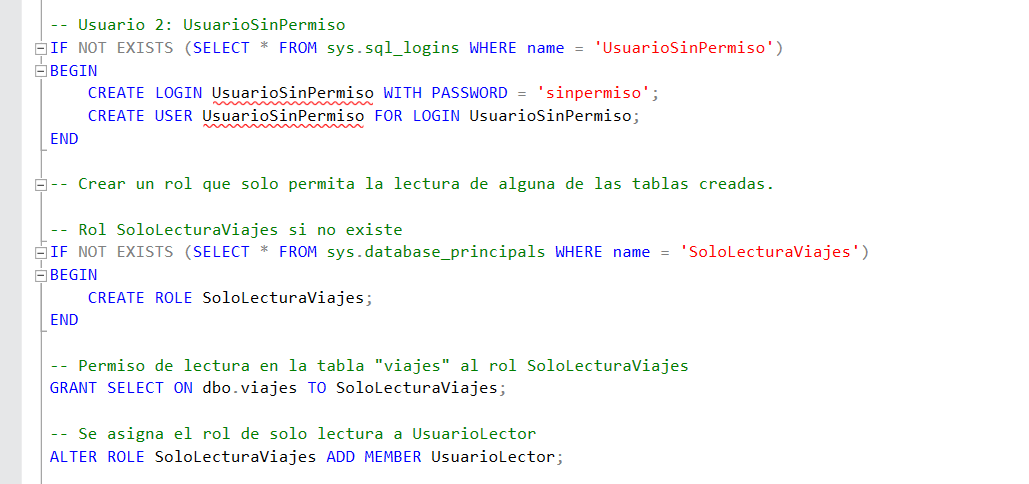 -- Usuario 2: UsuarioSinPermiso
IF NOT EXISTS (SELECT * FROM sys.sql_logins WHERE name = 'UsuarioSinPermiso')
BEGIN
    CREATE LOGIN UsuarioSinPermiso WITH PASSWORD = 'sinpermiso';
    CREATE USER UsuarioSinPermiso FOR LOGIN UsuarioSinPermiso;
END
-- Crear un rol que solo permita la lectura de alguna de las tablas creadas.
-- Rol SoloLecturaViajes si no existe
IF NOT EXISTS (SELECT * FROM sys.database_principals WHERE name = 'SoloLecturaViajes')
BEGIN
    CREATE ROLE SoloLecturaViajes;
END
-- Permiso de lectura en la tabla "viajes" al rol SoloLecturaViajes
GRANT SELECT ON dbo.viajes TO SoloLecturaViajes;
-- Se asigna el rol de solo lectura a UsuarioLector
ALTER ROLE SoloLecturaViajes ADD MEMBER UsuarioLector;